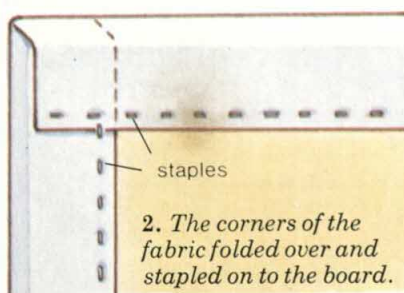 staples
2. The corners of the
fabric folded over and
stapled on to the board.